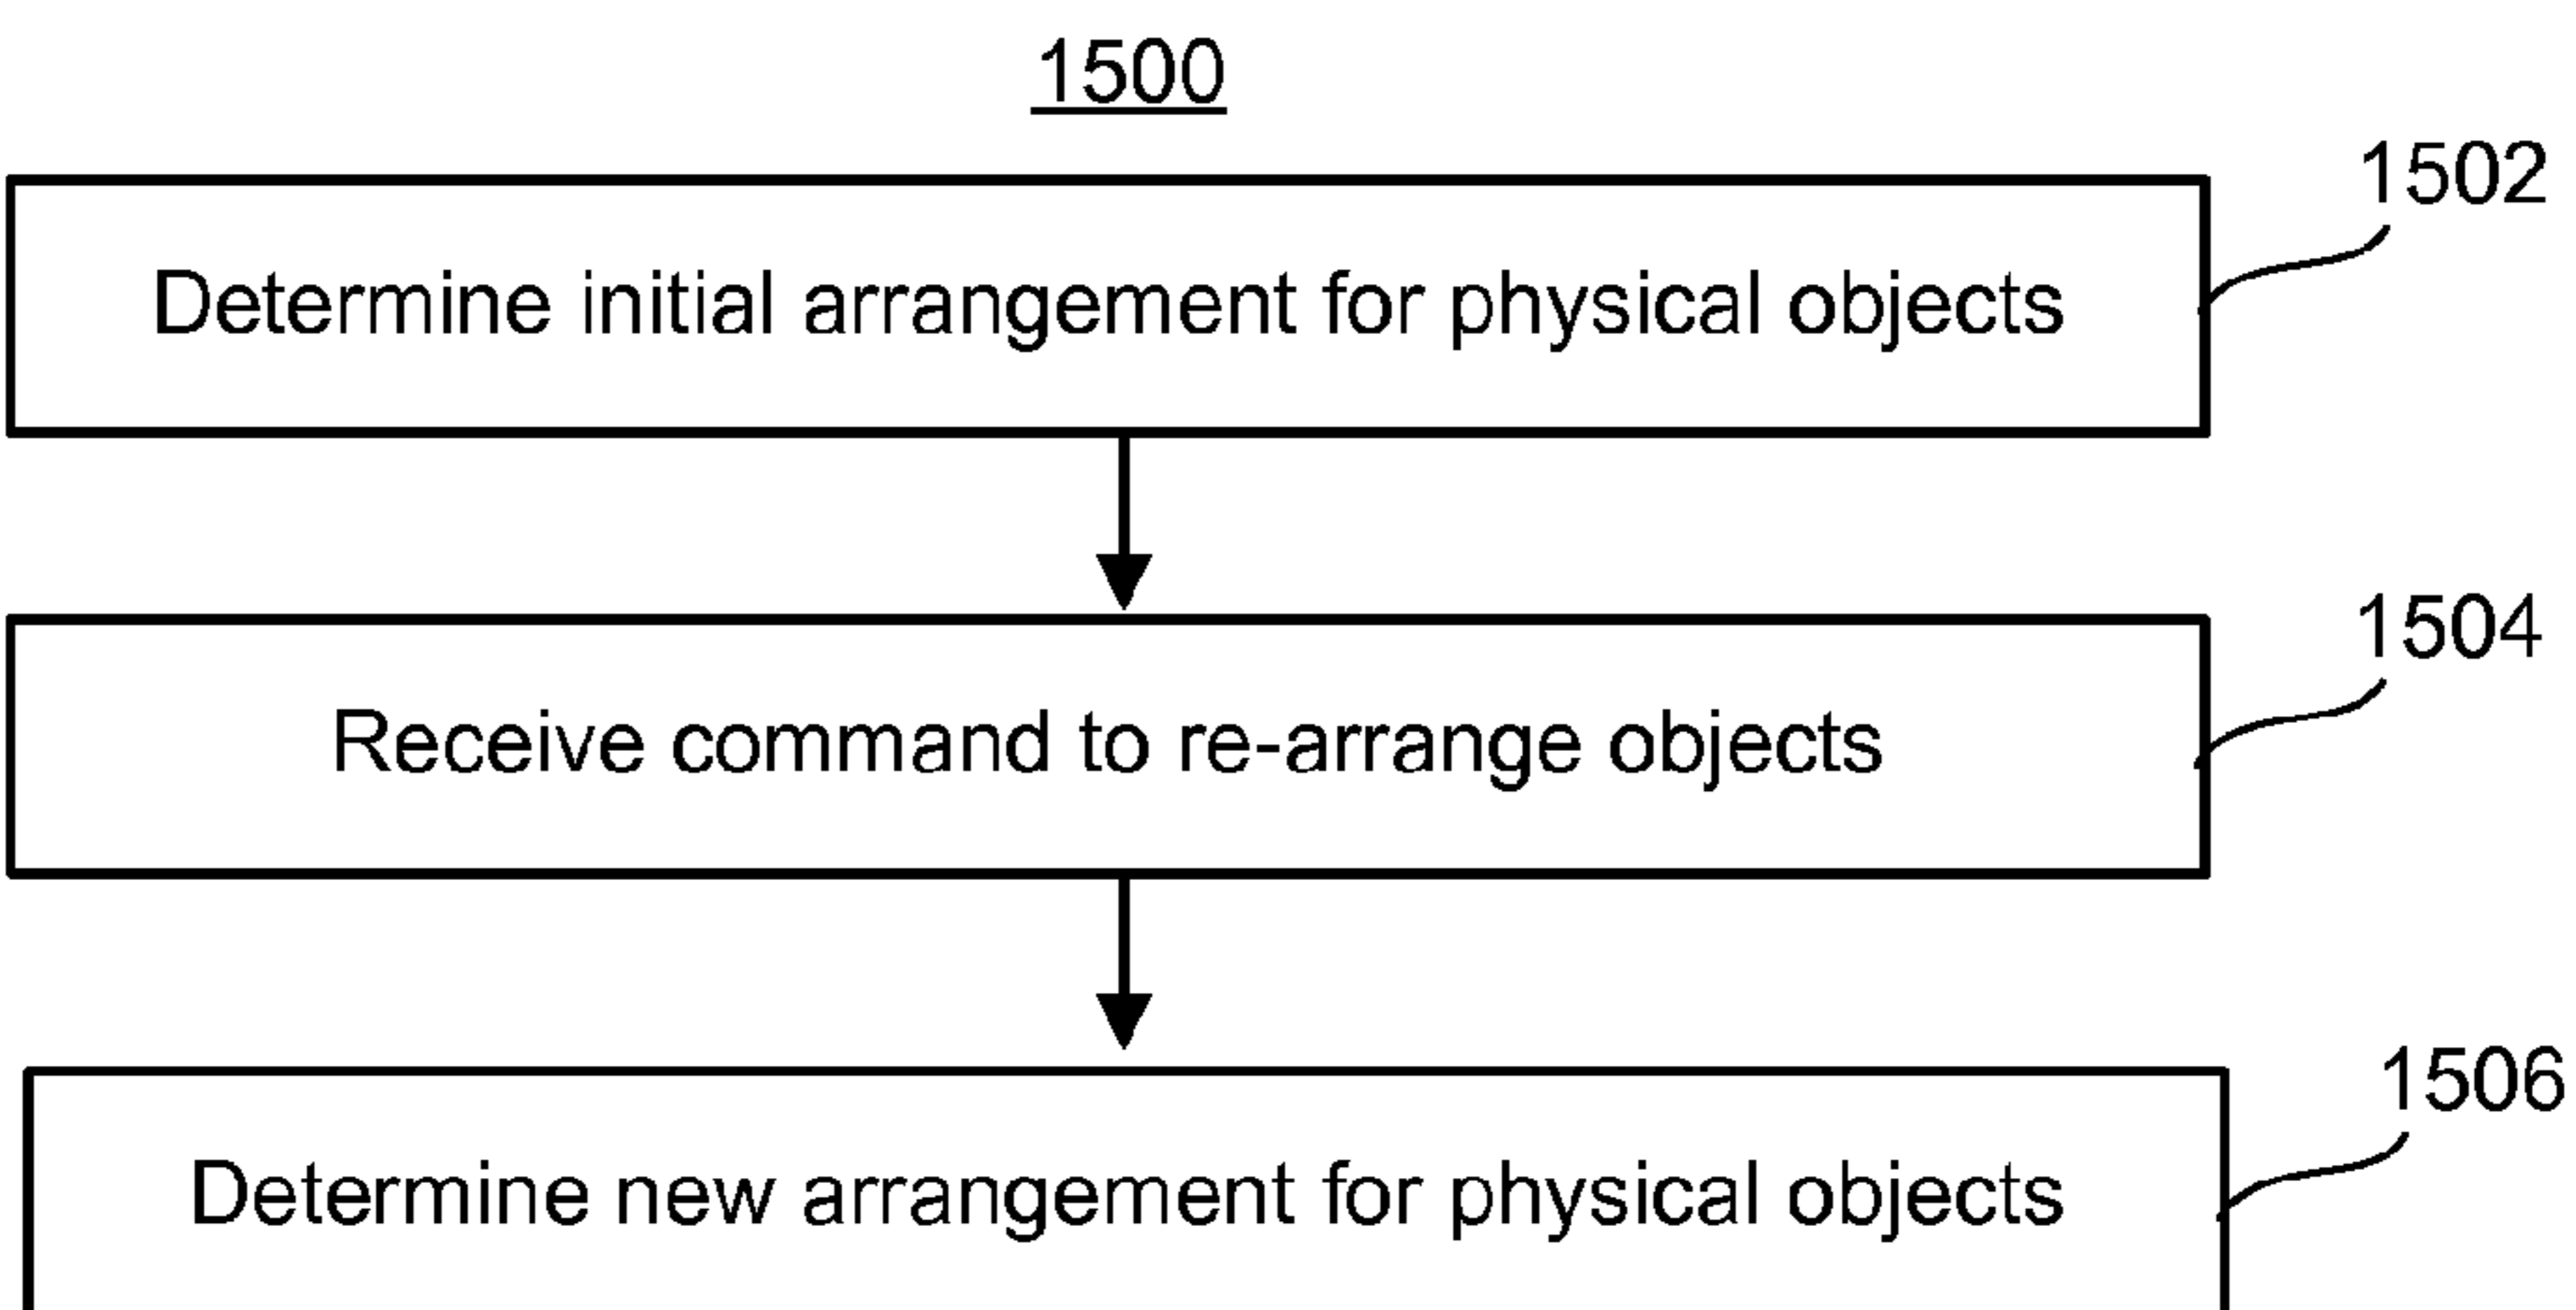 1500
1502
Determine initial arrangement for physical objects
1504
Receive command to re-arrange objects
1506
Determine new arrangement for physical objects